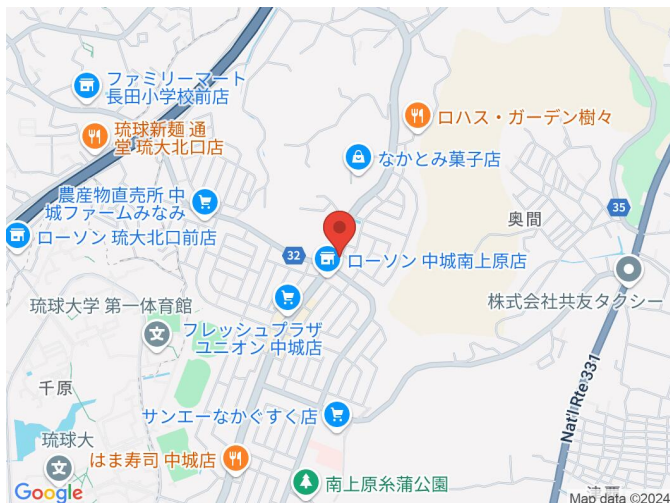 ファミリーマート
長田小学校前店
琉球新麺 通
堂 琉大北口店
ロハス・ガーデン樹々
なかとみ菓子店
農産物直売所 中
城ファームみなみ
35
奥間
ローソン 琉大北口前店
32
ローソン 中城南上原店
琉球大学 第一体育館
株式会社共友タクシー
フレッシュプラザ
ユニオン 中城店
千原
サンエーなかぐすく店
Nat'l Rte 331
琉球大
はま寿司 中城店
南上原糸蒲公園
Google
Map data ©2024